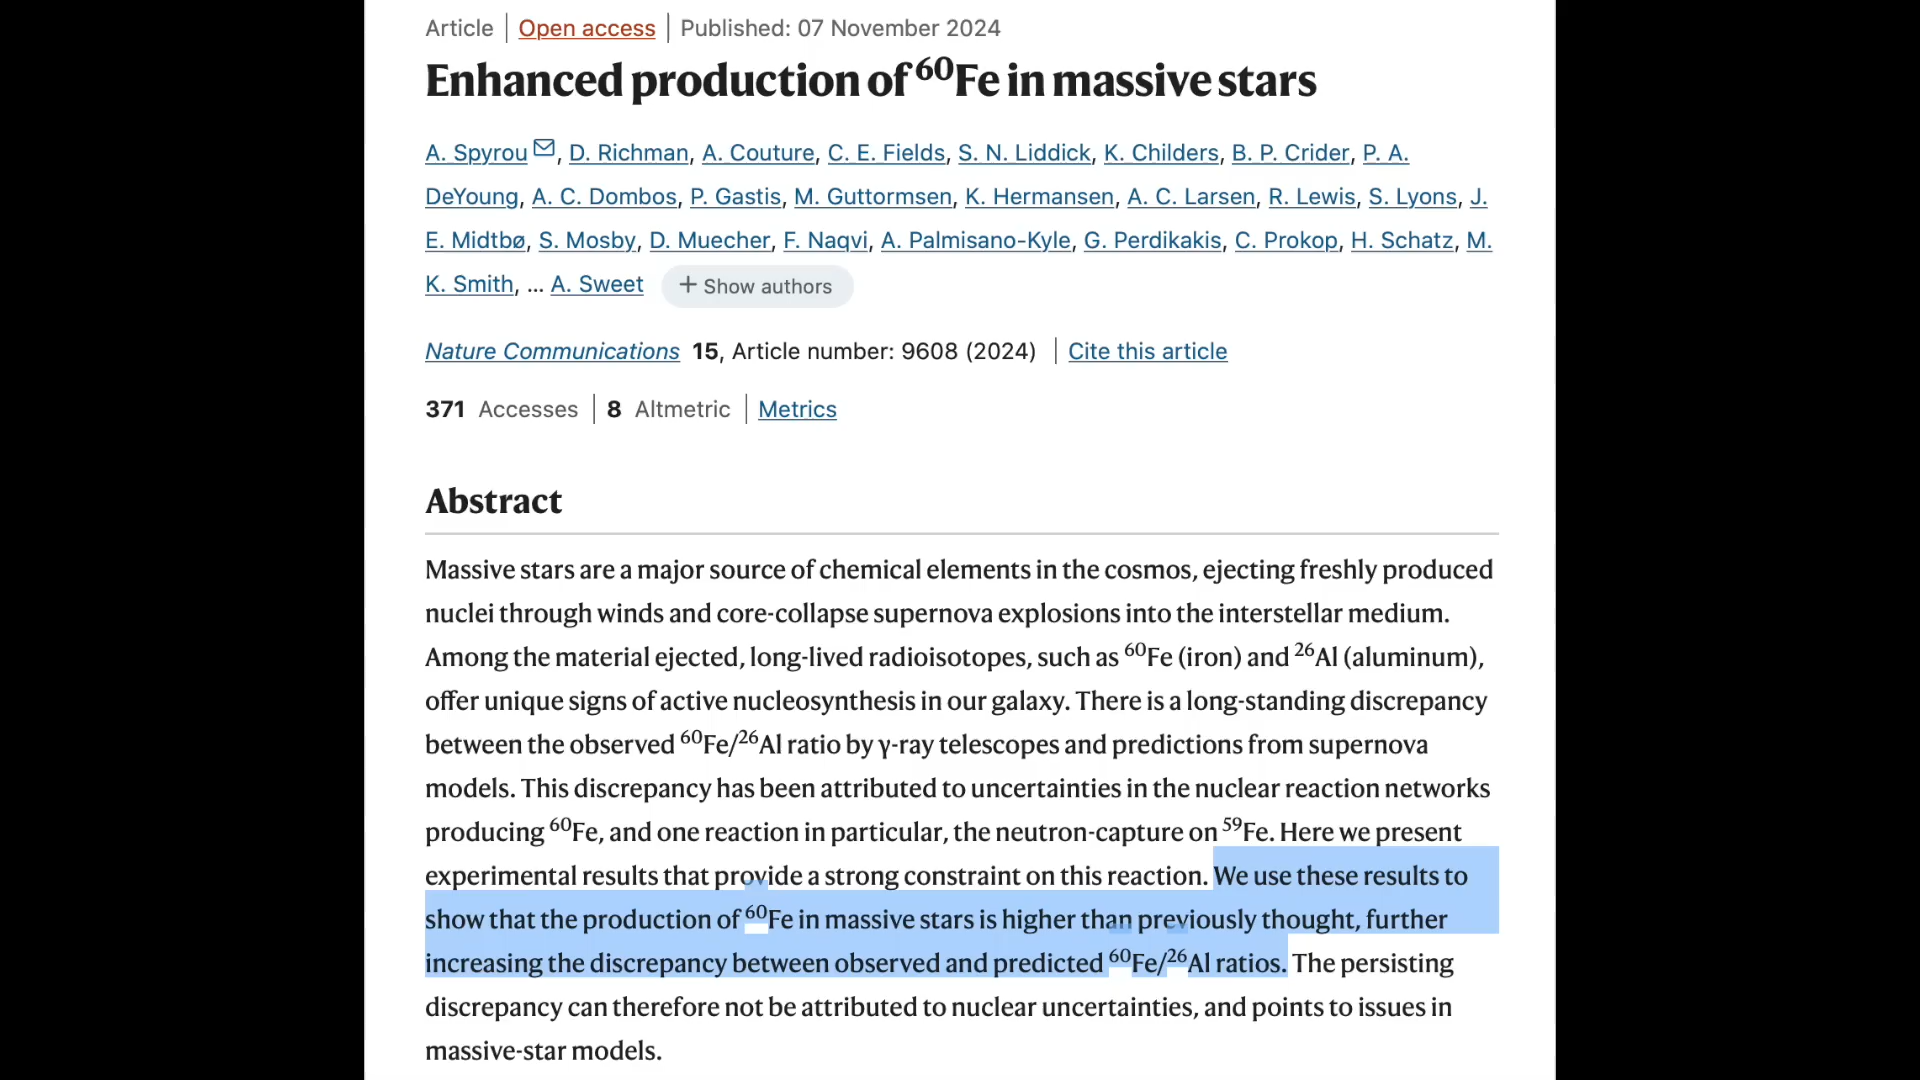 Article | Open access | Published: 07 November 2024
Enhanced production of ⁶⁰Fe in massive stars
A. Spyrou, D. Richman, A. Couture, C. E. Fields, S. N. Liddick, K. Childers, B. P. Crider, P. A.
DeYoung, A. C. Dombos, P. Gastis, M. Guttormsen, K. Hermansen, A. C. Larsen, R. Lewis, S. Lyons, J.
E. Midtbø, S. Mosby, D. Muecher, F. Naqvi, A. Palmisano-Kyle, G. Perdikakis, C. Prokop, H. Schatz, M.
K. Smith, ... A. Sweet + Show authors
Nature Communications 15, Article number: 9608 (2024) | Cite this article
371 Accesses | 8 Altmetric | Metrics
Abstract
Massive stars are a major source of chemical elements in the cosmos, ejecting freshly produced
nuclei through winds and core-collapse supernova explosions into the interstellar medium.
Among the material ejected, long-lived radioisotopes, such as ⁶⁰Fe (iron) and ²⁶Al (aluminum),
offer unique signs of active nucleosynthesis in our galaxy. There is a long-standing discrepancy
between the observed ⁶⁰Fe/²⁶Al ratio by γ-ray telescopes and predictions from supernova
models. This discrepancy has been attributed to uncertainties in the nuclear reaction networks
producing ⁶⁰Fe, and one reaction in particular, the neutron-capture on ⁵⁹Fe. Here we present
experimental results that provide a strong constraint on this reaction. We use these results to
show that the production of ⁶⁰Fe in massive stars is higher than previously thought, further
increasing the discrepancy between observed and predicted ⁶⁰Fe/²⁶Al ratios. The persisting
discrepancy can therefore not be attributed to nuclear uncertainties, and points to issues in
massive-star models.